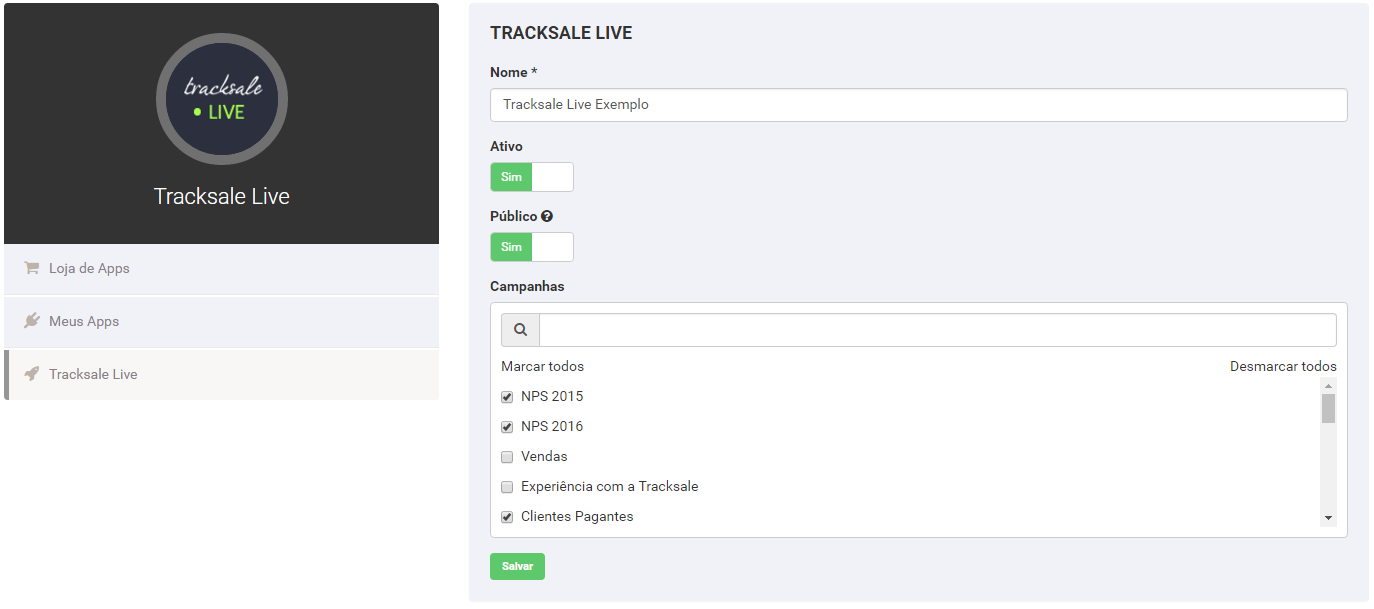 tracksale
• LIVE
Tracksale Live
Loja de Apps
Meus Apps
Tracksale Live
TRACKSALE LIVE
Nome *
Tracksale Live Exemplo
Ativo
Sim
Público
Sim
Campanhas
Marcar todos Desmarcar todos
NPS 2015
NPS 2016
Vendas
Experiência com a Tracksale
Clientes Pagantes
Salvar